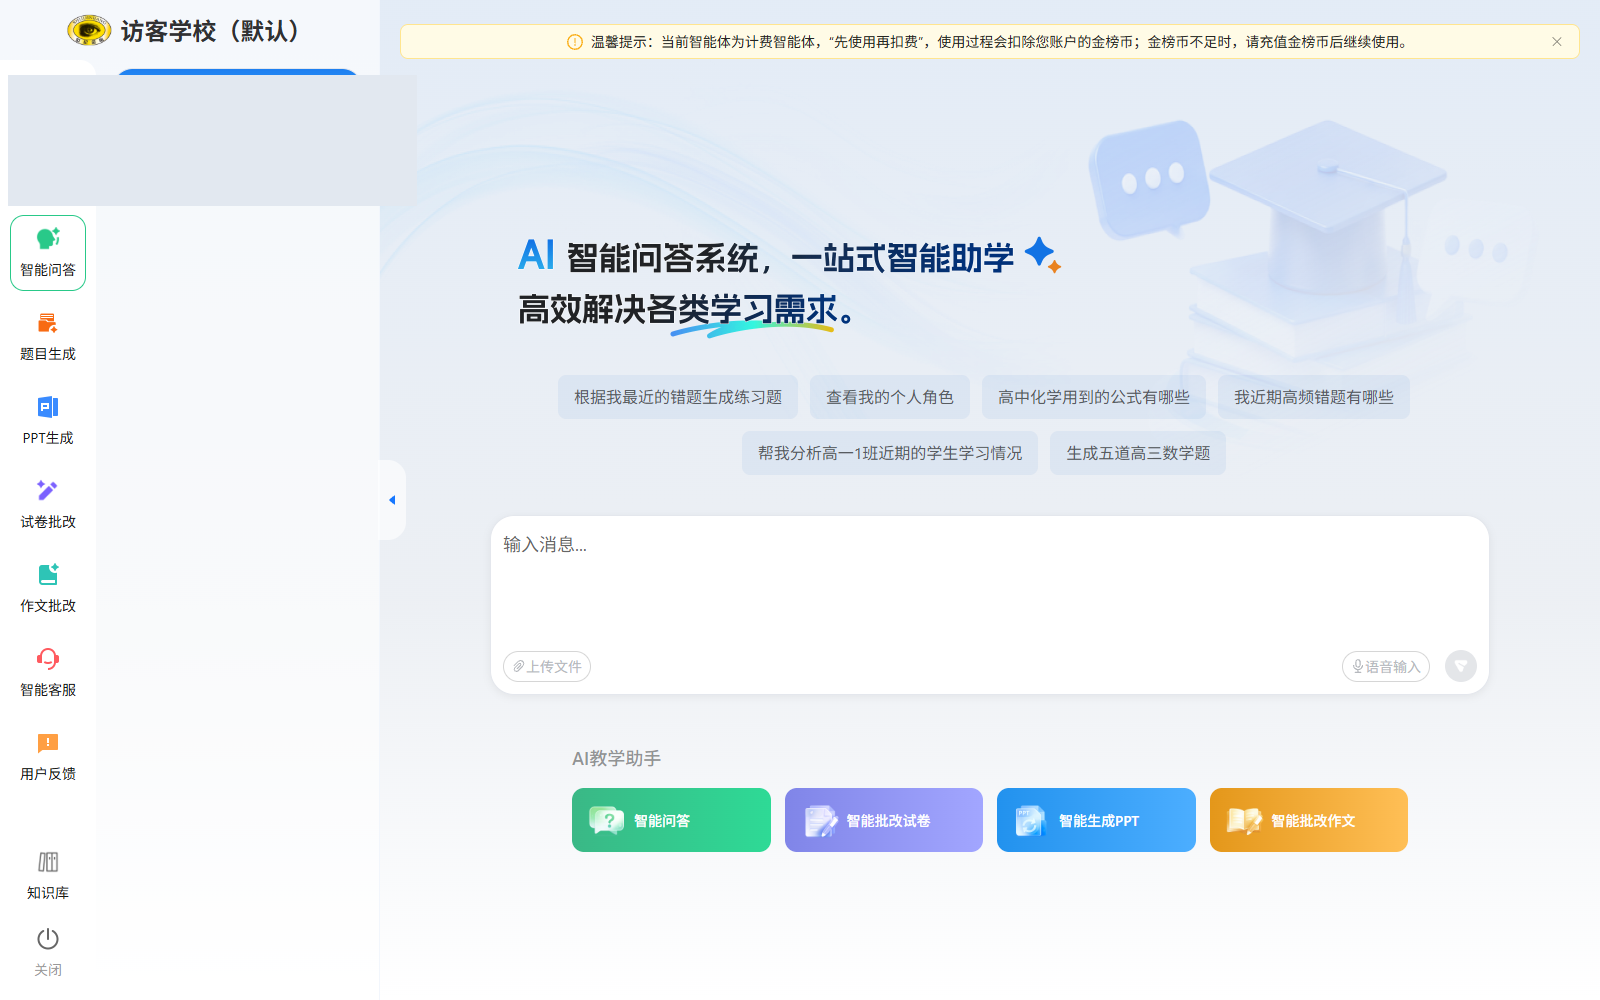 访客学校（默认）
温馨提示：当前智能体为计费智能体，“先使用再扣费”，使用过程会扣除您账户的金榜币；金榜币不足时，请充值金榜币后继续使用。
智能问答
题目生成
PPT生成
试卷批改
作文批改
智能客服
用户反馈
知识库
关闭
AI 智能问答系统，一站式智能助学
高效解决各类学习需求。
根据我最近的错题生成练习题
查看我的个人角色
高中化学用到的公式有哪些
我近期高频错题有哪些
帮我分析高一1班近期的学生学习情况
生成五道高三数学题
输入消息...
上传文件
语音输入
AI教学助手
智能问答
智能批改试卷
智能生成PPT
智能批改作文